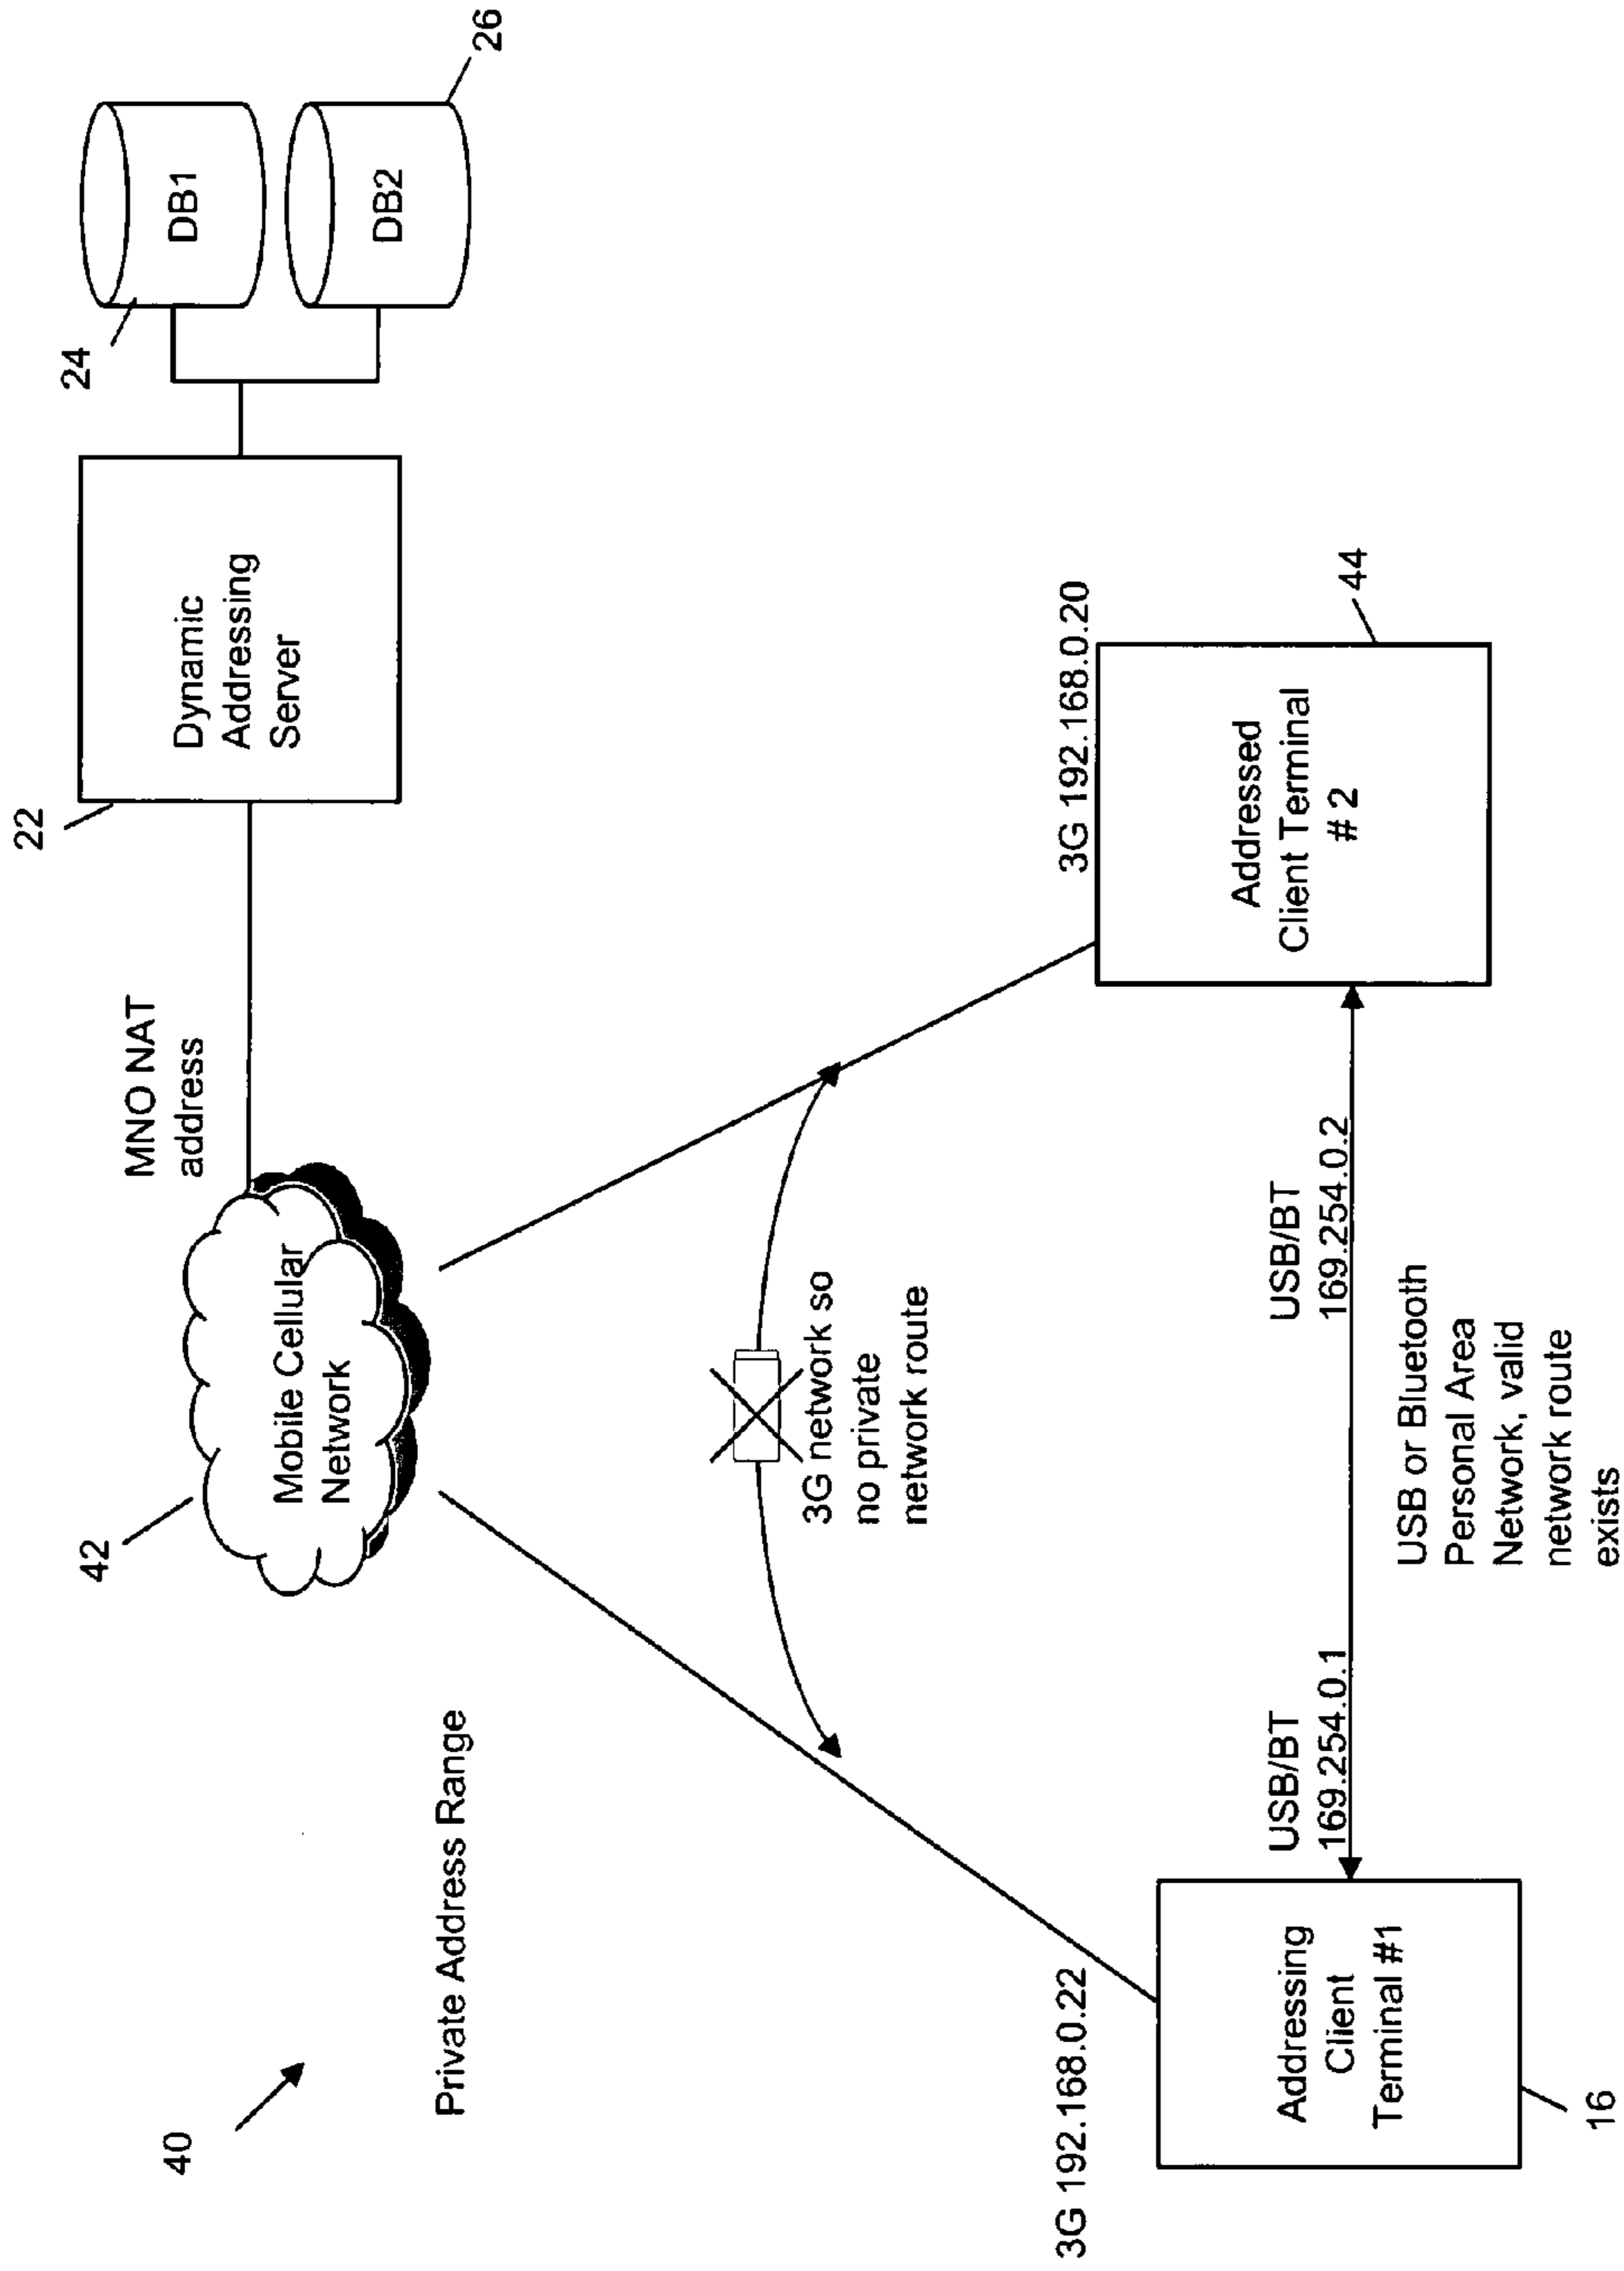 40
Private Address Range
42
Mobile Cellular
Network
MNO NAT
address
22
Dynamic
Addressing
Server
24
DB1
DB2
26
3G network so
no private
network route
3G 192.168.0.22
Addressing
Client
Terminal #1
16
USB/BT
169.254.0.1
USB/BT
169.254.0.2
USB or Bluetooth
Personal Area
Network, valid
network route
exists
3G 192.168.0.20
Addressed
Client Terminal
# 2
44